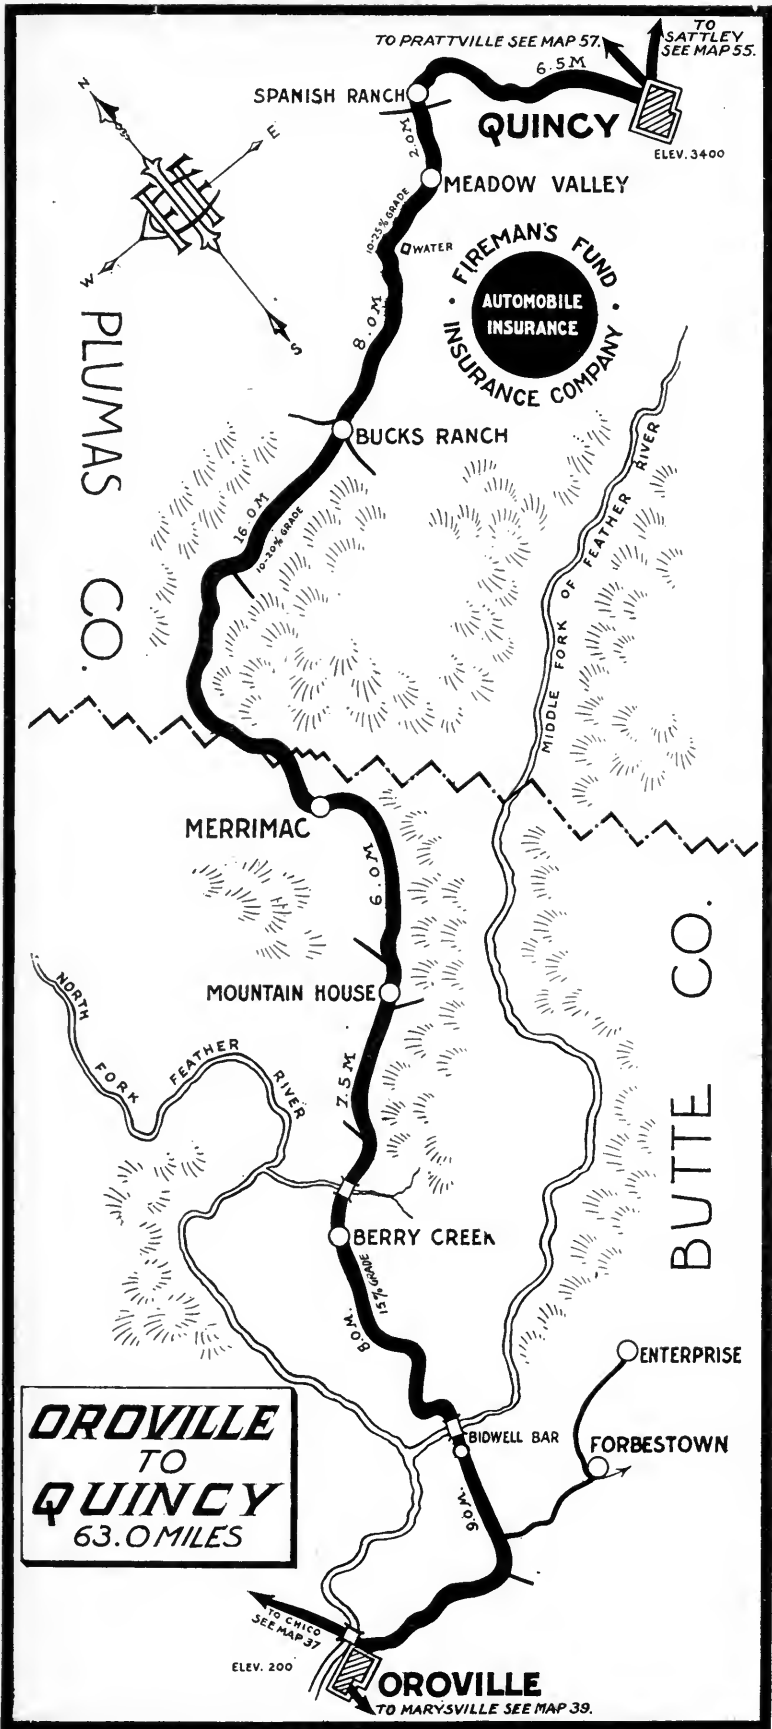 TO PRATTVILLE SEE MAP 57.
TO
SATTLEY
SEE MAP 55.
6.5 M
SPANISH RANCH
QUINCY
ELEV. 3400
2.0 M
MEADOW VALLEY
N
E
W
S
10-25% GRADE
WATER
8.0 M
FIREMAN'S FUND
INSURANCE COMPANY
AUTOMOBILE
INSURANCE
PLUMAS CO.
BUCKS RANCH
16.0 M
10-20% GRADE
MIDDLE FORK OF FEATHER RIVER
MERRIMAC
6.0 M
BUTTE CO.
MOUNTAIN HOUSE
NORTH FORK FEATHER RIVER
7.5 M
BERRY CREEK
15% GRADE
8.0 M.
ENTERPRISE
BIDWELL BAR
FORBESTOWN
OROVILLE
TO
QUINCY
63.0 MILES
9.0 M.
TO CHICO
SEE MAP 37
ELEV. 200
OROVILLE
TO MARYSVILLE SEE MAP 39.